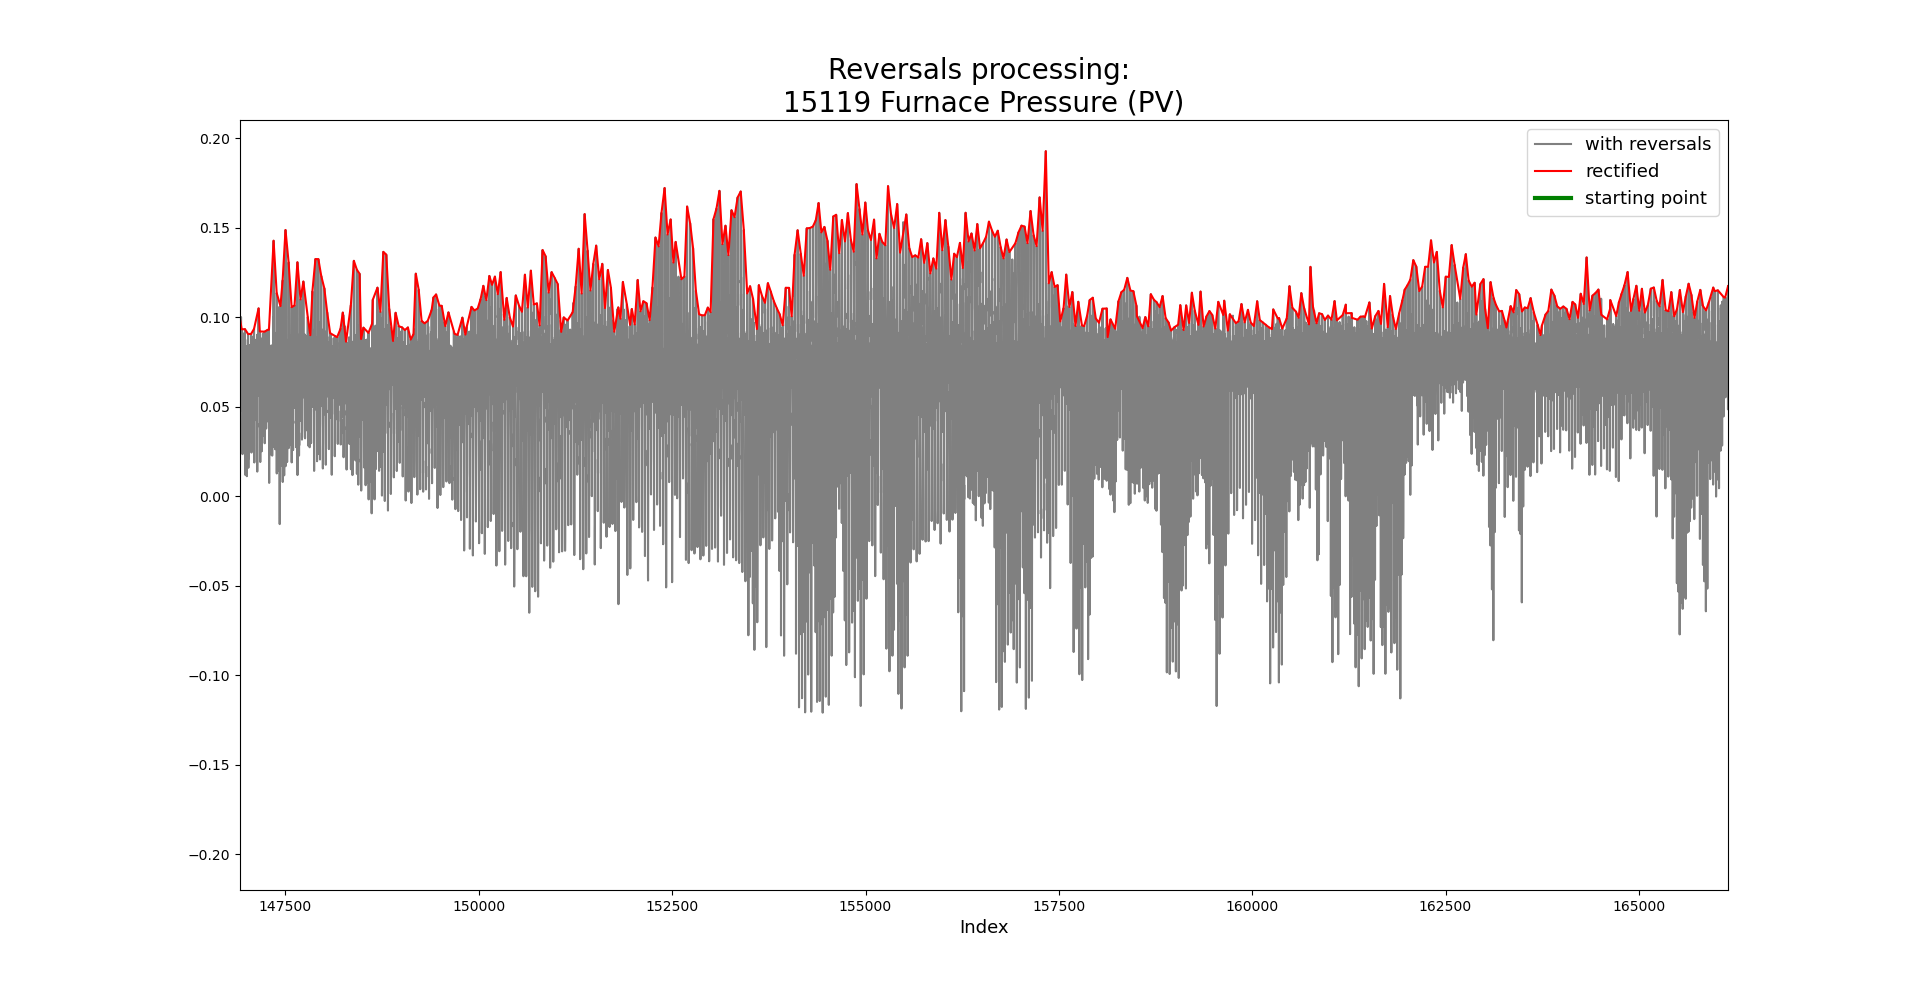 Reversals processing:
15119 Furnace Pressure (PV)
with reversals
rectified
starting point
0.20
0.15
0.10
0.05
0.00
−0.05
−0.10
−0.15
−0.20
147500 150000 152500 155000 157500 160000 162500 165000
Index